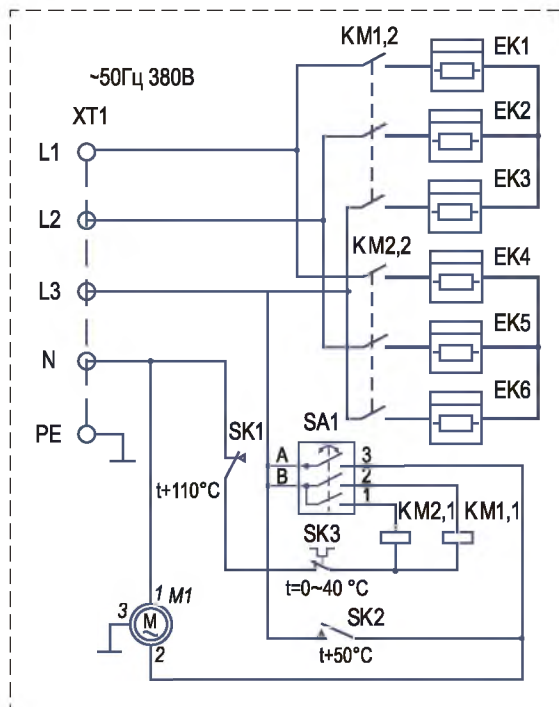 KM1,2
EK1
~50Гц 380В
EK2
XT1
L1
EK3
L2
KM2,2
EK4
L3
EK5
N
EK6
SK1
SA1
PE
A
3
B
2
1
t+110°C
KM2,1
KM1,1
SK3
t=0~40 °C
1
M1
3
M
SK2
2
t+50°C